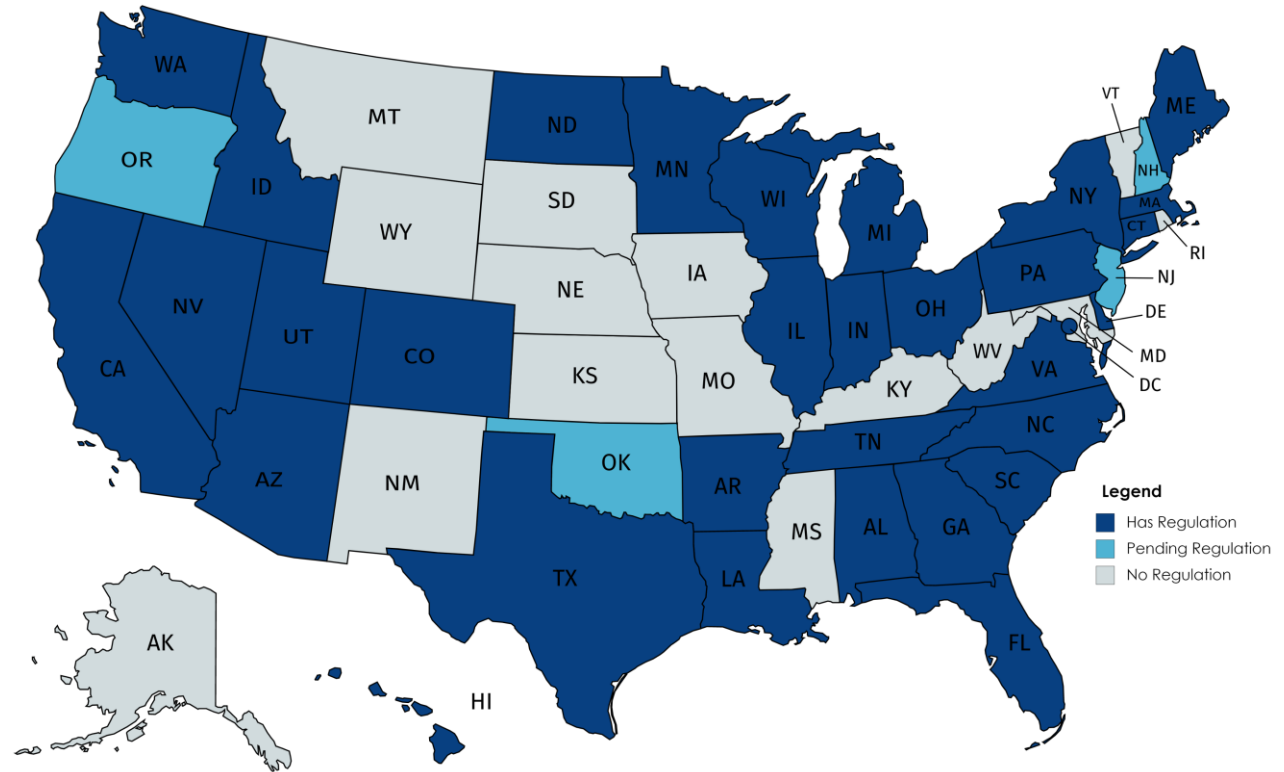 WA
MT
ND
MN
OR
ID
WY
SD
WI
MI
NY
VT
NH
ME
MA
CT
RI
NJ
PA
DE
MD
DC
NV
UT
CO
NE
IA
IL
IN
OH
WV
VA
CA
KS
MO
KY
AZ
NM
OK
AR
TN
NC
SC
MS
AL
GA
TX
LA
FL
AK
HI
Legend
Has Regulation
Pending Regulation
No Regulation